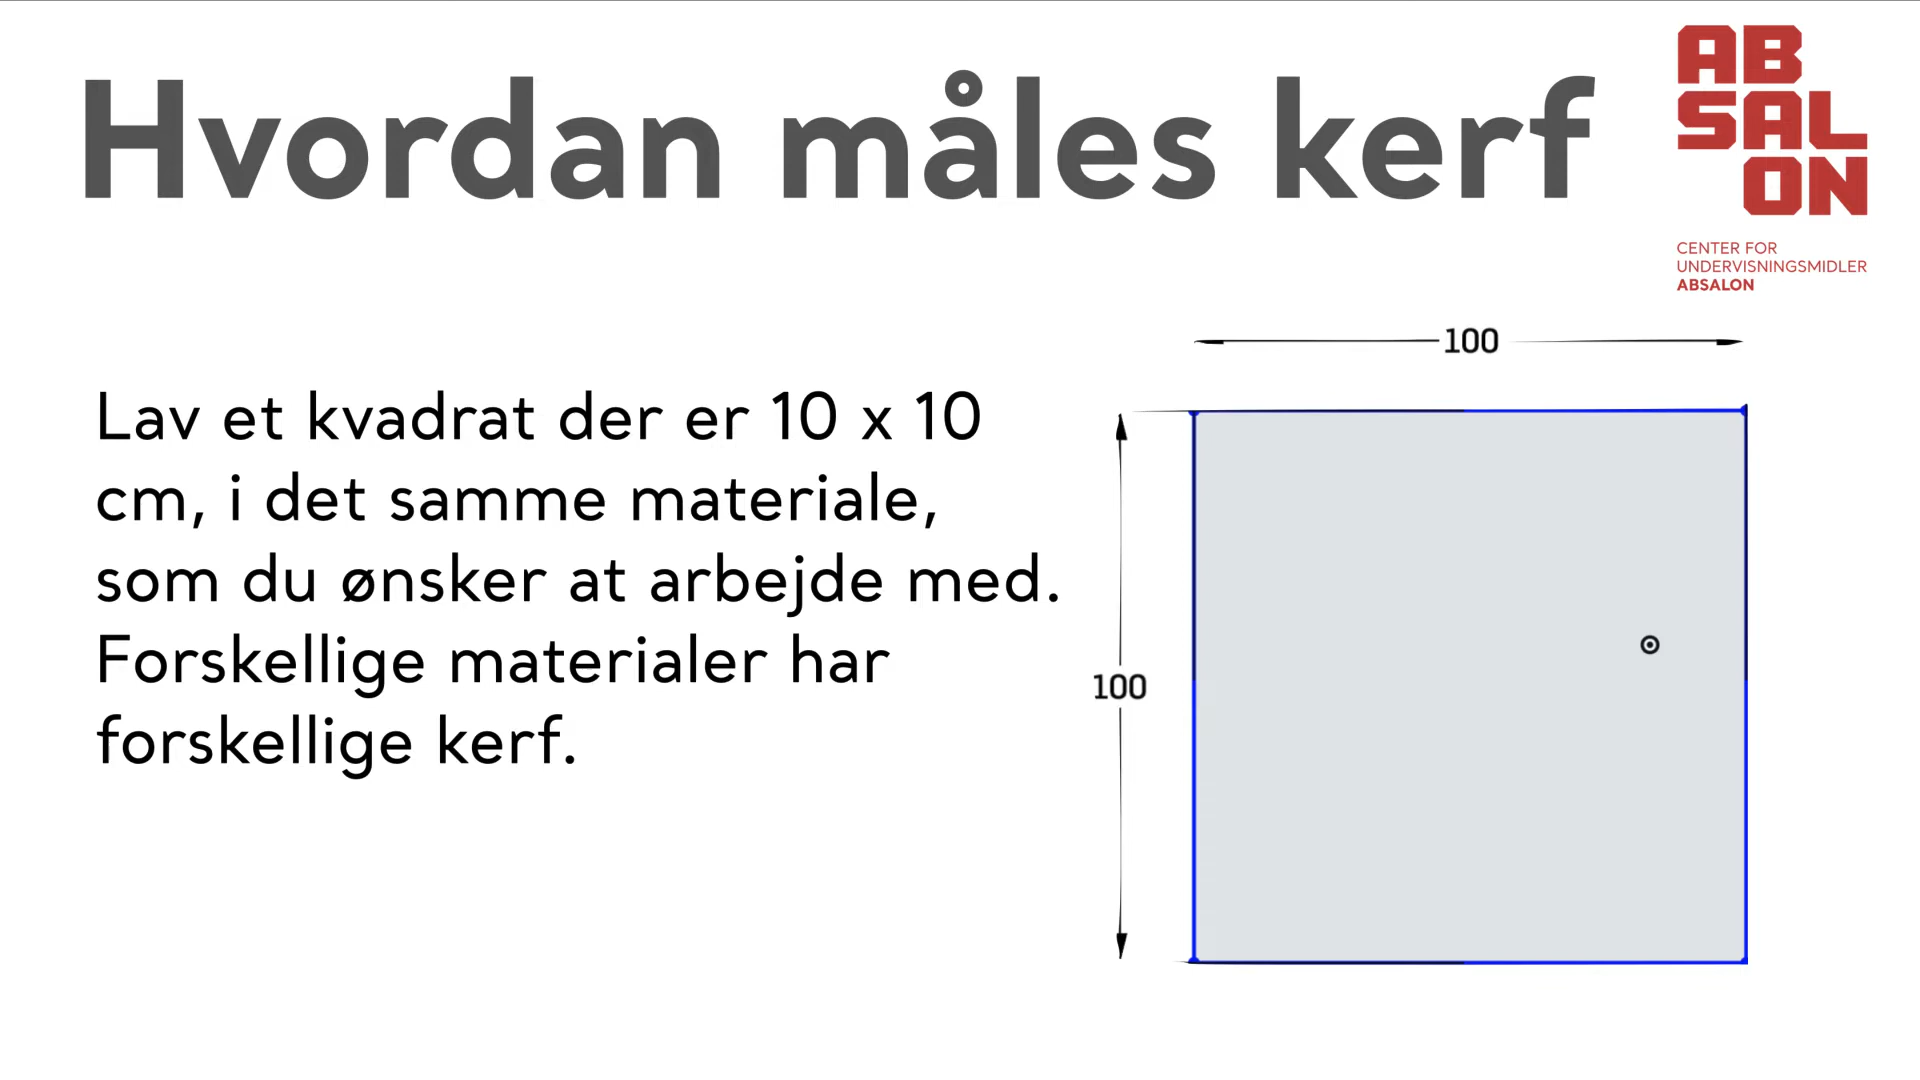 Hvordan måles kerf
AB
SAL
ON
CENTER FOR
UNDERVISNINGSMIDLER
ABSALON
Lav et kvadrat der er 10 x 10
cm, i det samme materiale,
som du ønsker at arbejde med.
Forskellige materialer har
forskellige kerf.
100
100